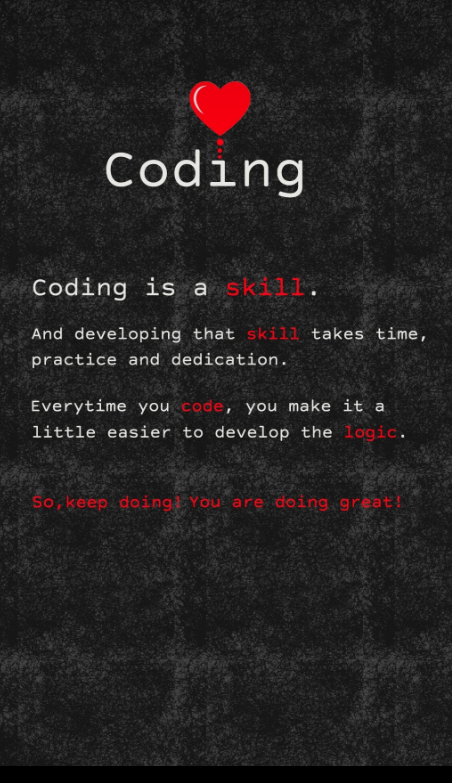 Coding
Coding is a skill.
And developing that skill takes time,
practice and dedication.
Everytime you code, you make it a
little easier to develop the logic.
So,keep doing! You are doing great!